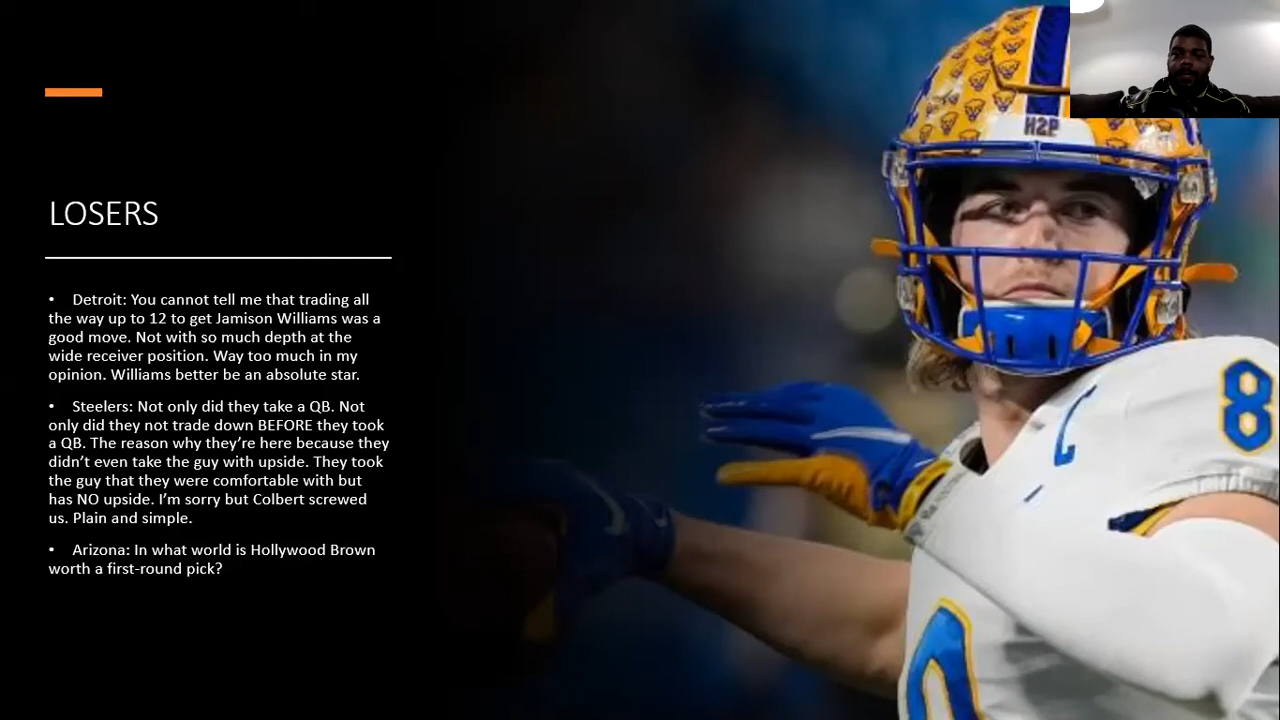 LOSERS
• Detroit: You cannot tell me that trading all
the way up to 12 to get Jamison Williams was a
good move. Not with so much depth at the
wide receiver position. Way too much in my
opinion. Williams better be an absolute star.
• Steelers: Not only did they take a QB. Not
only did they not trade down BEFORE they took
a QB. The reason why they’re here because they
didn’t even take the guy with upside. They took
the guy that they were comfortable with but
has NO upside. I’m sorry but Colbert screwed
us. Plain and simple.
• Arizona: In what world is Hollywood Brown
worth a first-round pick?
H2P
8
C